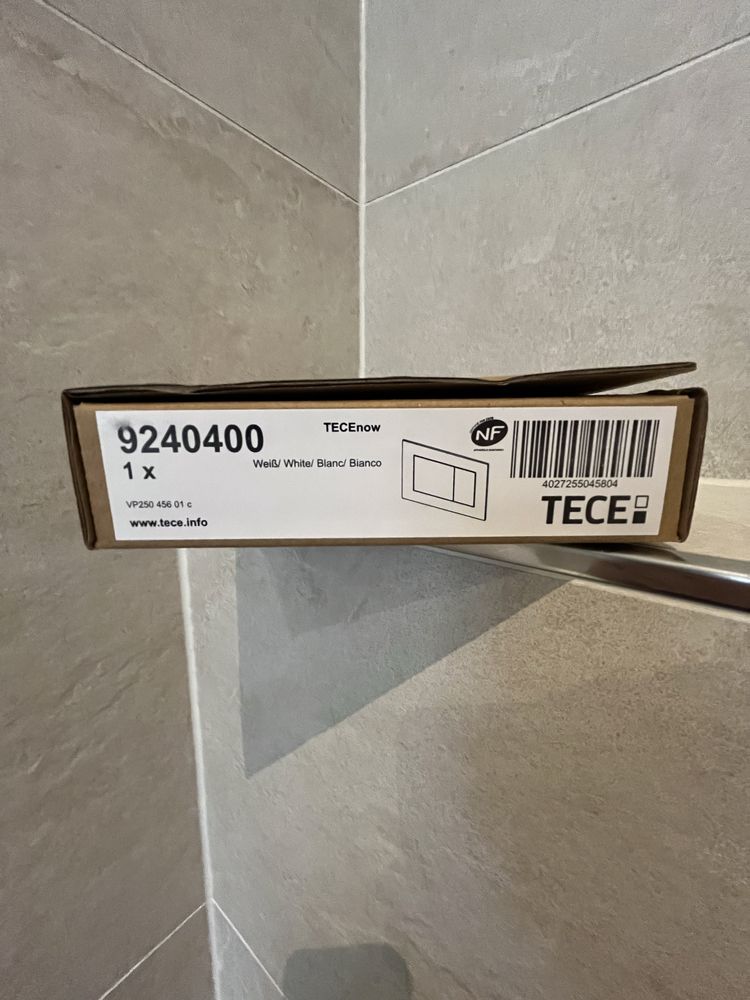 9240400
TECEnow
1 x
Weiß/ White/ Blanc/ Bianco
VP250 456 01 c
www.tece.info
NF
4027255045804
TECE